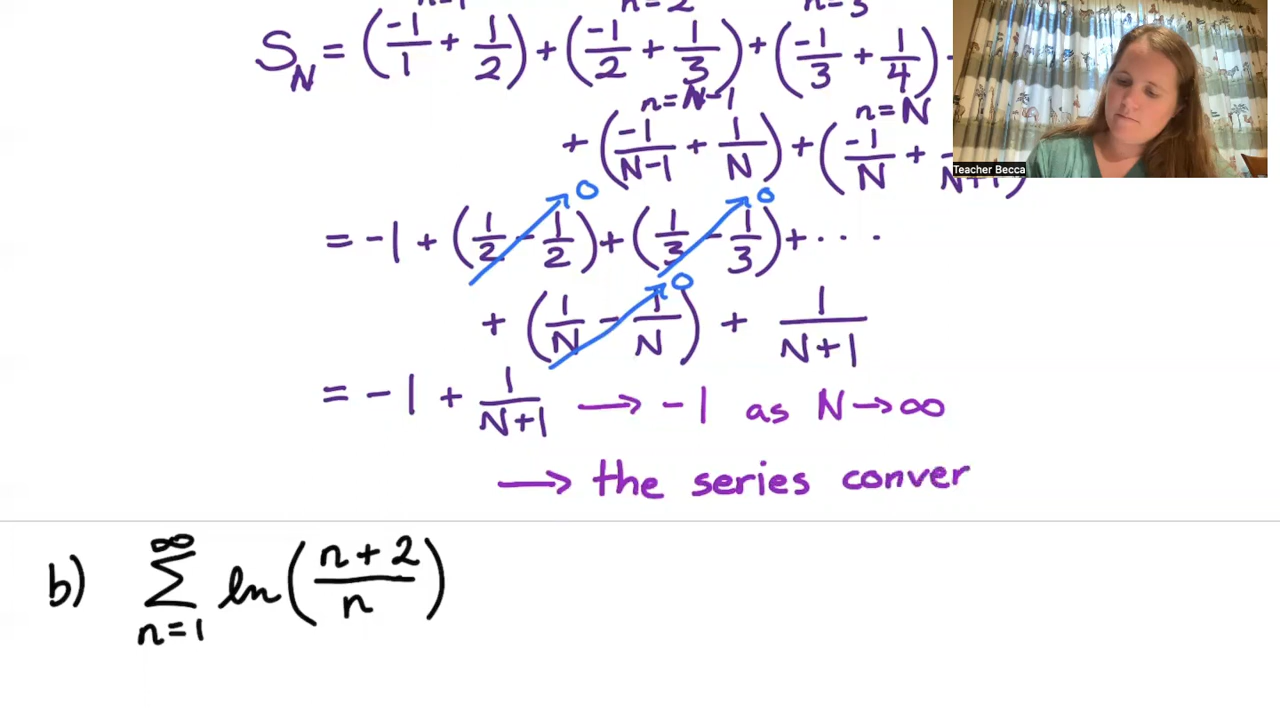 n=2 n=3
S_N = (-1/1 + 1/2) + (-1/2 + 1/3) + (-1/3 + 1/4)
n=N-1 n=N
+ (-1/(N-1) + 1/N) + (-1/N +
Teacher Becca
= -1 + (1/2 - 1/2) + (1/3 - 1/3) + ...
0 0
+ (1/N - 1/N) + 1/(N+1)
0
= -1 + 1/(N+1) → -1 as N→∞
→ the series conver
b) ∑_{n=1}^{∞} ln((n+2)/n)